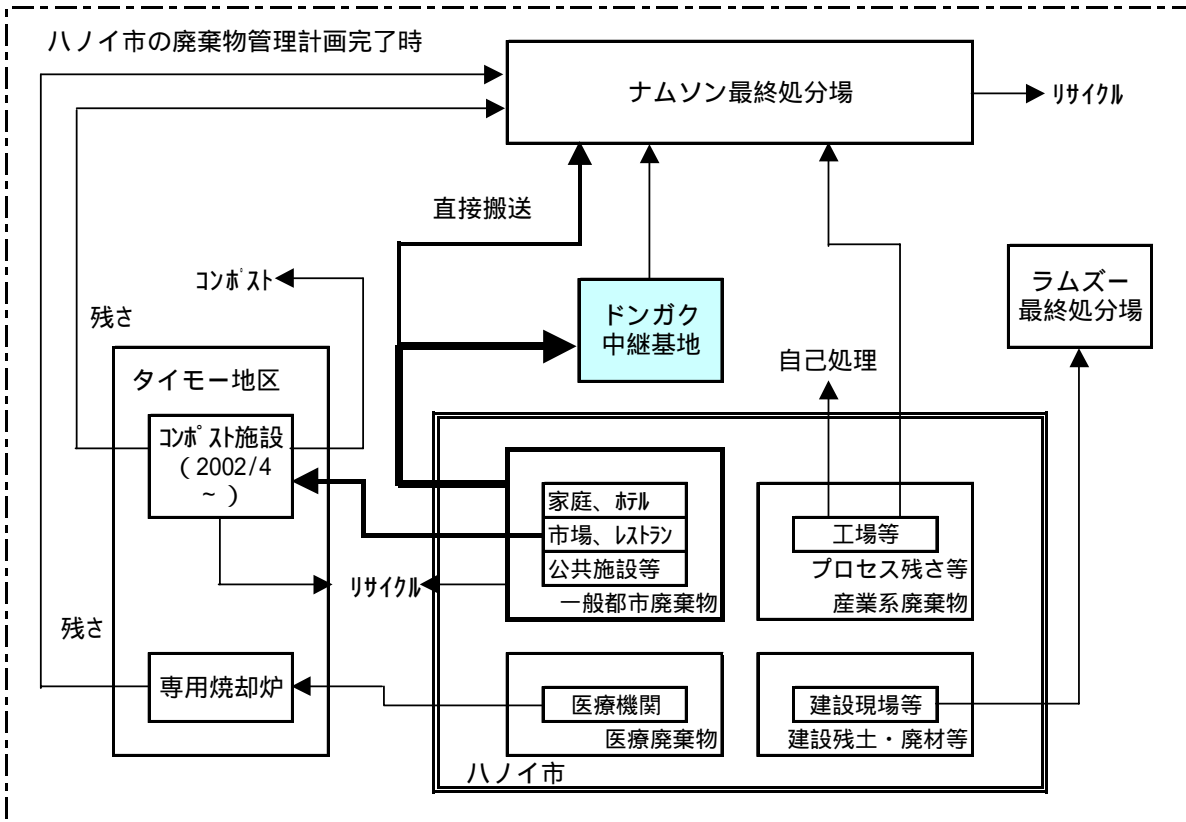 ハノイ市の廃棄物管理計画完了時
ナムソン最終処分場
ﾘｻｲｸﾙ
直接搬送
ｺﾝﾎﾟｽﾄ
残さ
ドンガク
中継基地
ラムズー
最終処分場
自己処理
タイモー地区
ｺﾝﾎﾟｽﾄ施設
(2002/4
~)
家庭、ﾎﾃﾙ
市場、ﾚｽﾄﾗﾝ
公共施設等
一般都市廃棄物
工場等
プロセス残さ等
産業系廃棄物
ﾘｻｲｸﾙ
残さ
専用焼却炉
医療機関
医療廃棄物
建設現場等
建設残土・廃材等
ハノイ市